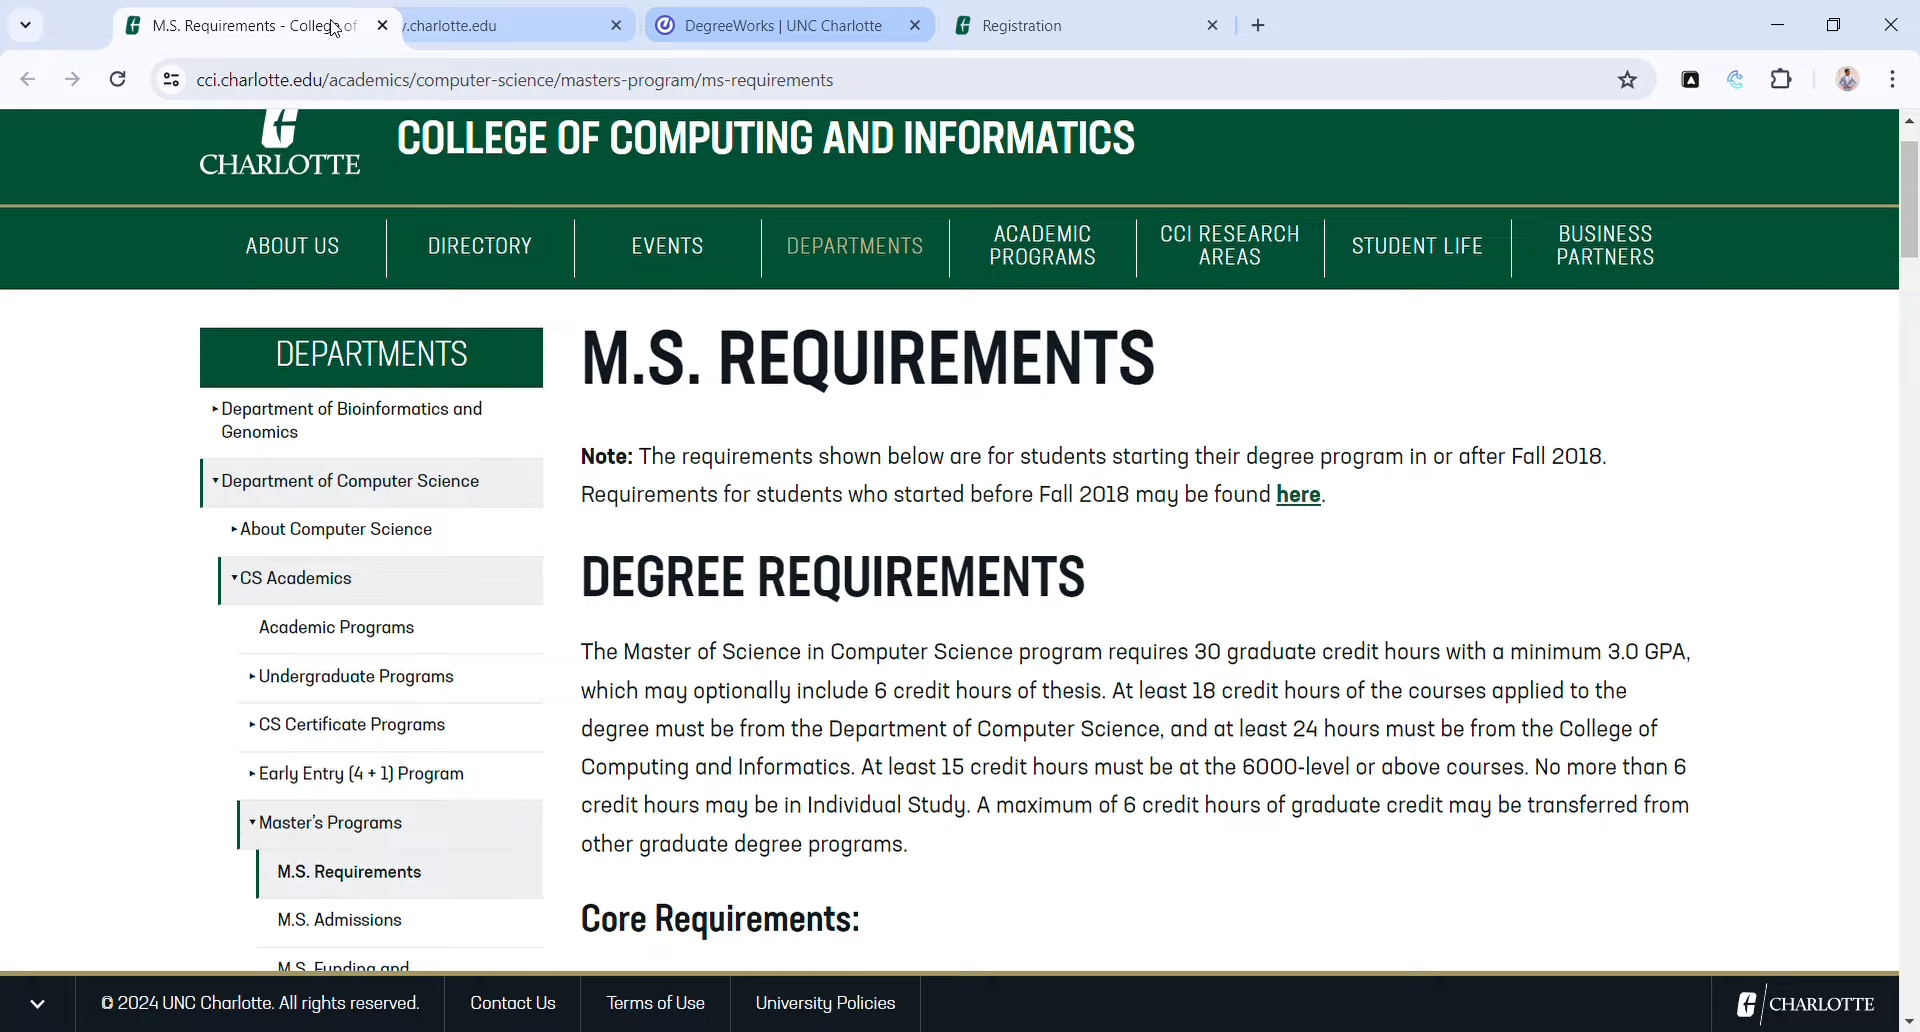 M.S. Requirements - College of
.charlotte.edu
DegreeWorks | UNC Charlotte
Registration
cci.charlotte.edu/academics/computer-science/masters-program/ms-requirements
CHARLOTTE
COLLEGE OF COMPUTING AND INFORMATICS
ABOUT US
DIRECTORY
EVENTS
DEPARTMENTS
ACADEMIC
PROGRAMS
CCI RESEARCH
AREAS
STUDENT LIFE
BUSINESS
PARTNERS
DEPARTMENTS
Department of Bioinformatics and
Genomics
Department of Computer Science
About Computer Science
CS Academics
Academic Programs
Undergraduate Programs
CS Certificate Programs
Early Entry (4 + 1) Program
Master's Programs
M.S. Requirements
M.S. Admissions
M.S. Funding and
M.S. REQUIREMENTS
Note: The requirements shown below are for students starting their degree program in or after Fall 2018.
Requirements for students who started before Fall 2018 may be found here.
DEGREE REQUIREMENTS
The Master of Science in Computer Science program requires 30 graduate credit hours with a minimum 3.0 GPA,
which may optionally include 6 credit hours of thesis. At least 18 credit hours of the courses applied to the
degree must be from the Department of Computer Science, and at least 24 hours must be from the College of
Computing and Informatics. At least 15 credit hours must be at the 6000-level or above courses. No more than 6
credit hours may be in Individual Study. A maximum of 6 credit hours of graduate credit may be transferred from
other graduate degree programs.
Core Requirements:
© 2024 UNC Charlotte. All rights reserved.
Contact Us
Terms of Use
University Policies
CHARLOTTE